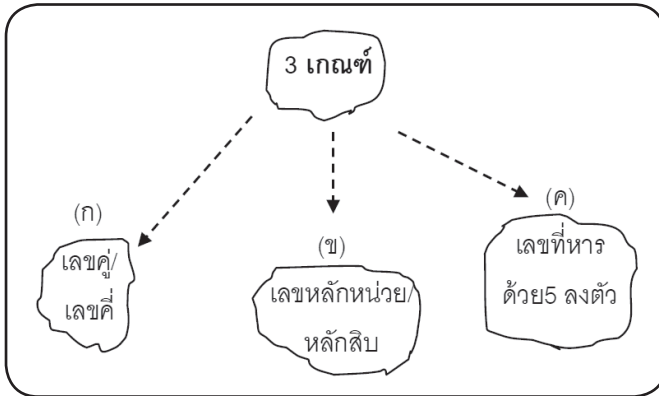 3 เกณฑ์
(ก)
เลขคู่/
เลขคี่
(ข)
เลขหลักหน่วย/
หลักสิบ
(ค)
เลขที่หาร
ด้วย5 ลงตัว